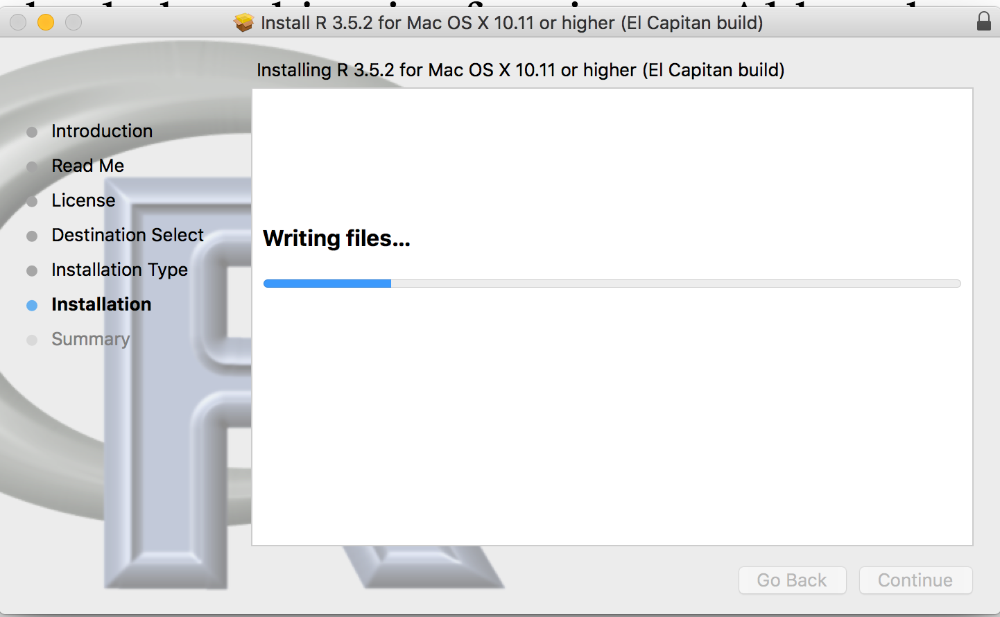 Install R 3.5.2 for Mac OS X 10.11 or higher (El Capitan build)
Installing R 3.5.2 for Mac OS X 10.11 or higher (El Capitan build)
Introduction
Read Me
License
Destination Select
Installation Type
Installation
Summary
Writing files...
Go Back
Continue